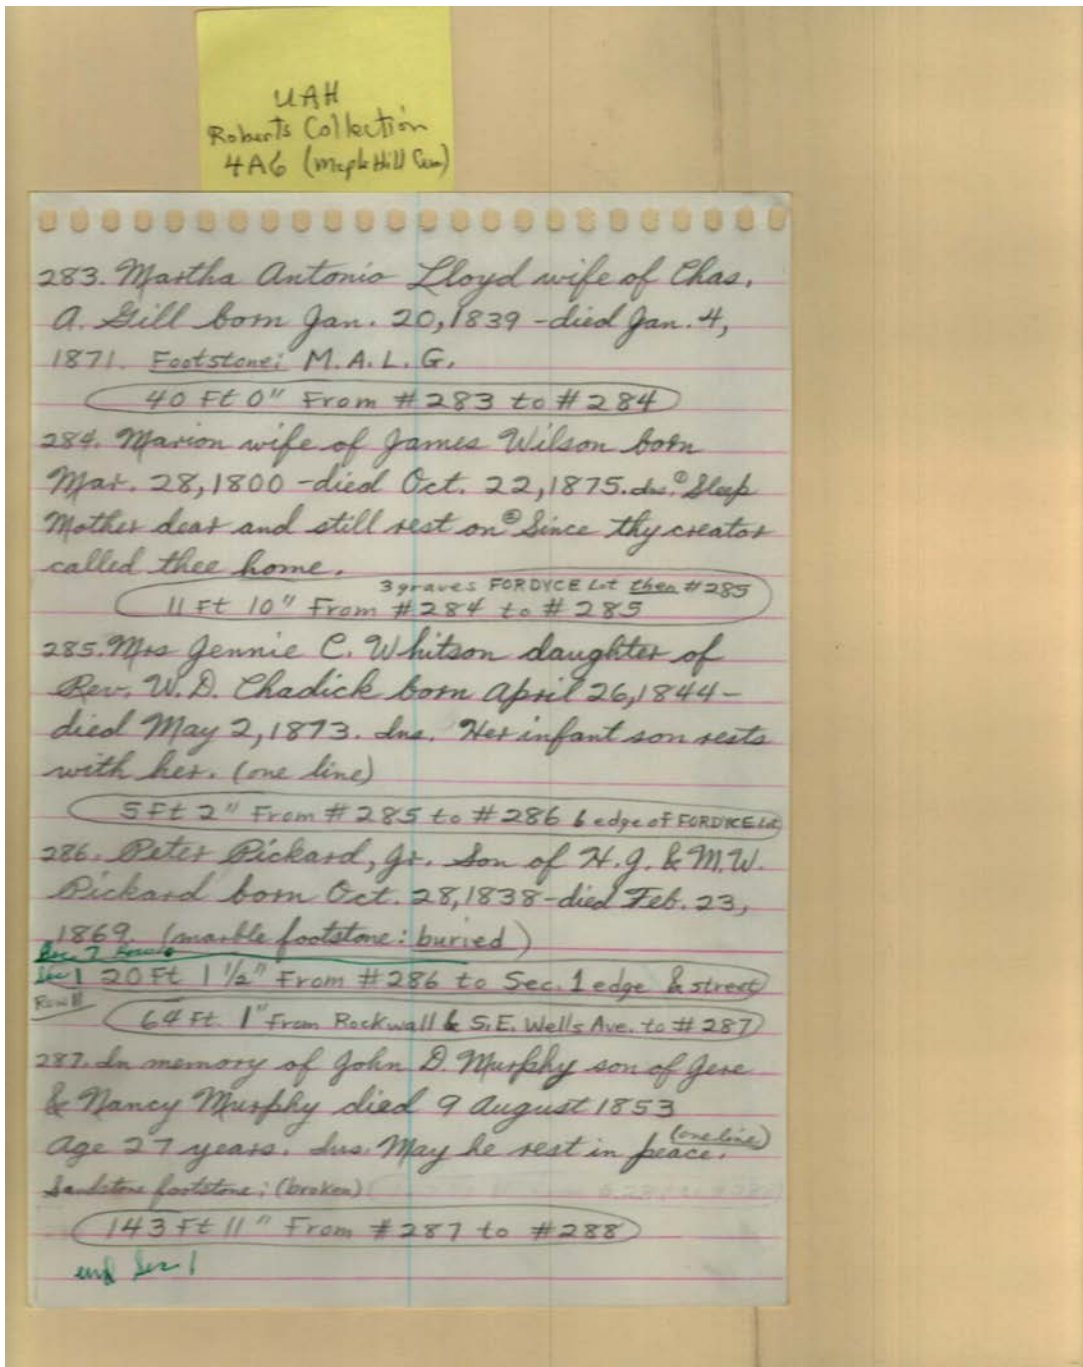 UAH
Roberts Collection
4A6 (Maple Hill Cem)
283. Martha Antonio Lloyd wife of Chas.
A. Gill born Jan. 20, 1839 - died Jan. 4,
1871. Footstone: M.A.L.G.
40 Ft 0" From #283 to #284
284. Marion wife of James Wilson born
Mar. 28, 1800 - died Oct. 22, 1875. Ins. ① Sleep
Mother dear and still rest on ② Since thy creator
called thee home.
3 graves FORDYCE Lot then #285
11 Ft 10" From #284 to #285
285. Mrs Jennie C. Whitson daughter of
Rev. W.D. Chadick born April 26, 1844 -
died May 2, 1873. Ins. Her infant son rests
with her. (one line)
5 Ft 2" From #285 to #286 & edge of FORDYCE Lot
286. Peter Pickard, Jr. Son of H.J. & M.W.
Pickard born Oct. 28, 1838 - died Feb. 23,
1869. (marble footstone: buried)
Sec 1 20 Ft 1 1/2" From #286 to Sec. 1 edge & street
Row 11
64 Ft. 1" From Rockwall & S.E. Wells Ave. to #287
287. In memory of John D. Murphy son of Jere
& Nancy Murphy died 9 August 1853
Age 27 years. Ins. May he rest in peace. (one line)
Sandstone footstone: (broken)
143 Ft 11" From #287 to #288
end Sec 1